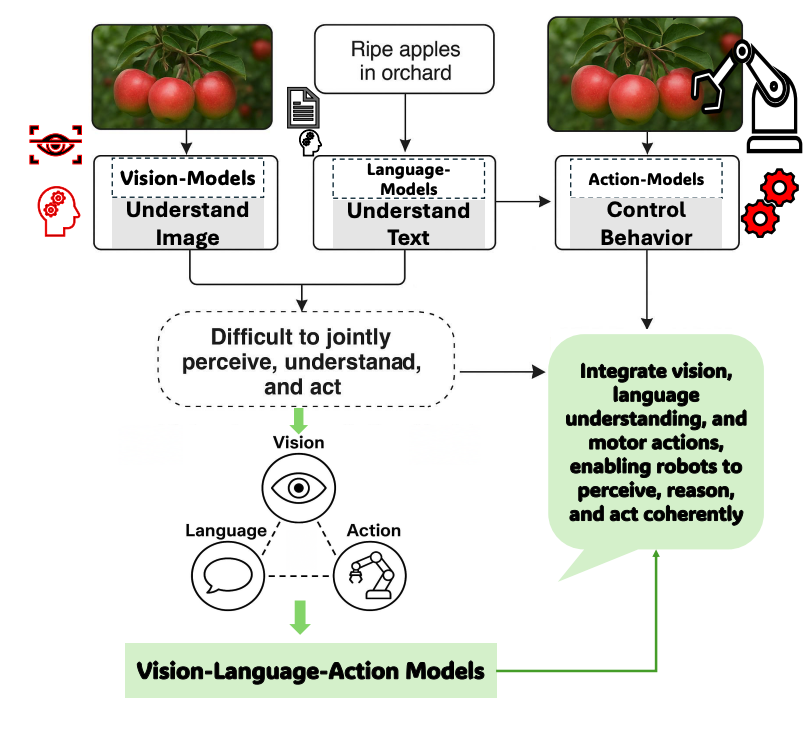 Ripe apples
in orchard
Vision-Models
Understand
Image
Language-
Models
Understand
Text
Action-Models
Control
Behavior
Difficult to jointly
perceive, understanad,
and act
Integrate vision,
language
understanding, and
motor actions,
enabling robots to
perceive, reason,
and act coherently
Vision
Language
Action
Vision-Language-Action Models